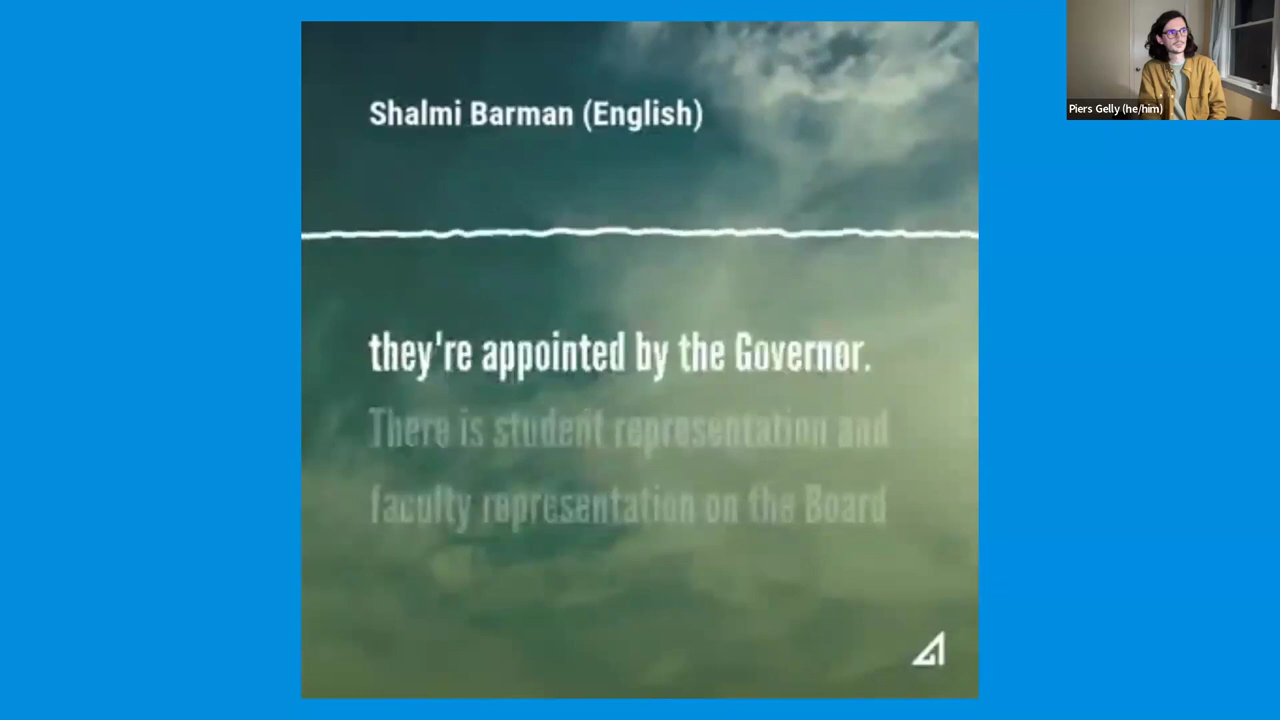 Shalmi Barman (English)
they're appointed by the Governor.
There is student representation and
faculty representation on the Board
Piers Gelly (he/him)